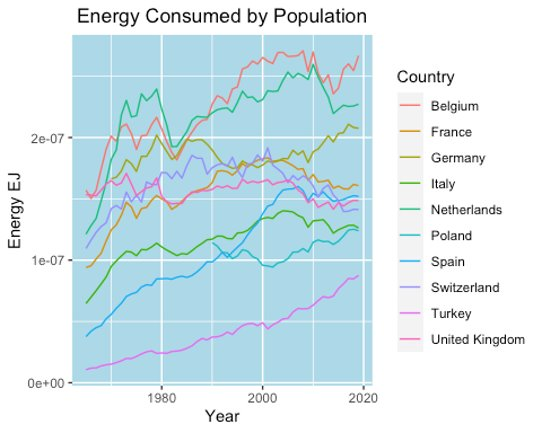 Energy Consumed by Population
Energy EJ
2e-07
1e-07
0e+00
1980
2000
2020
Year
Country
Belgium
France
Germany
Italy
Netherlands
Poland
Spain
Switzerland
Turkey
United Kingdom